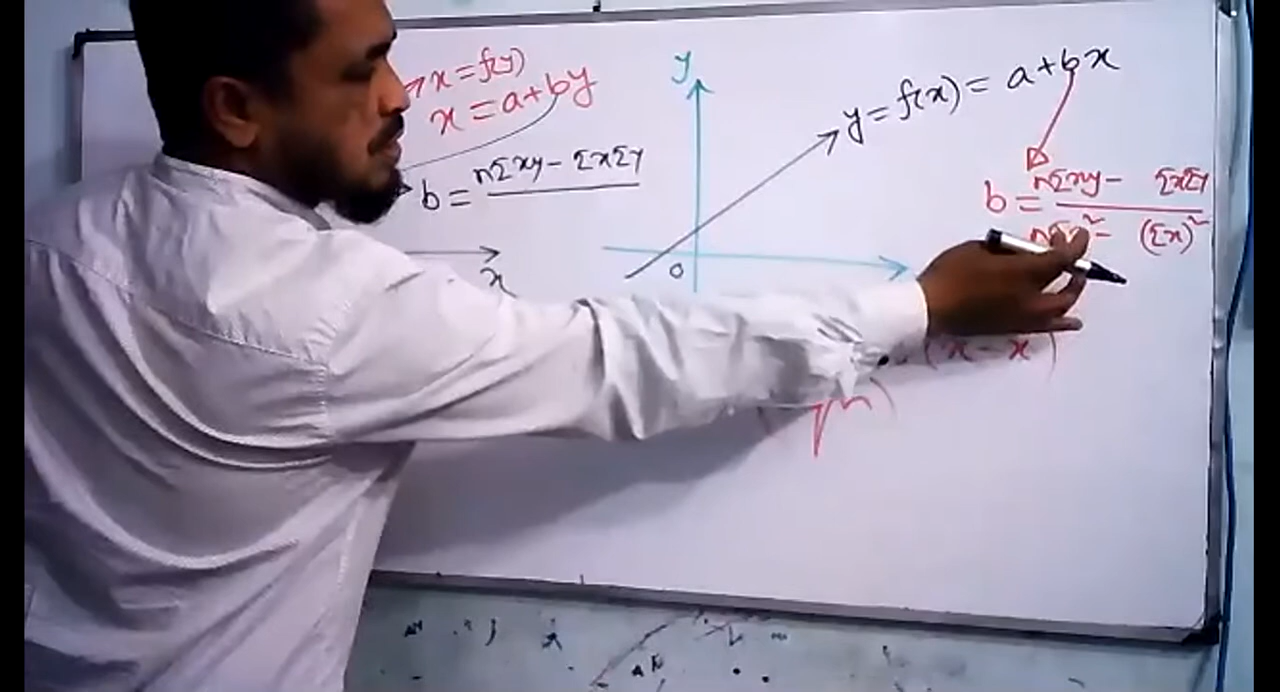 x = f(y)
x = a + by
b = nΣxy - ΣxΣy
x
y
0
y = f(x) = a + bx
b = nΣxy - ΣxΣy
(Σx)²